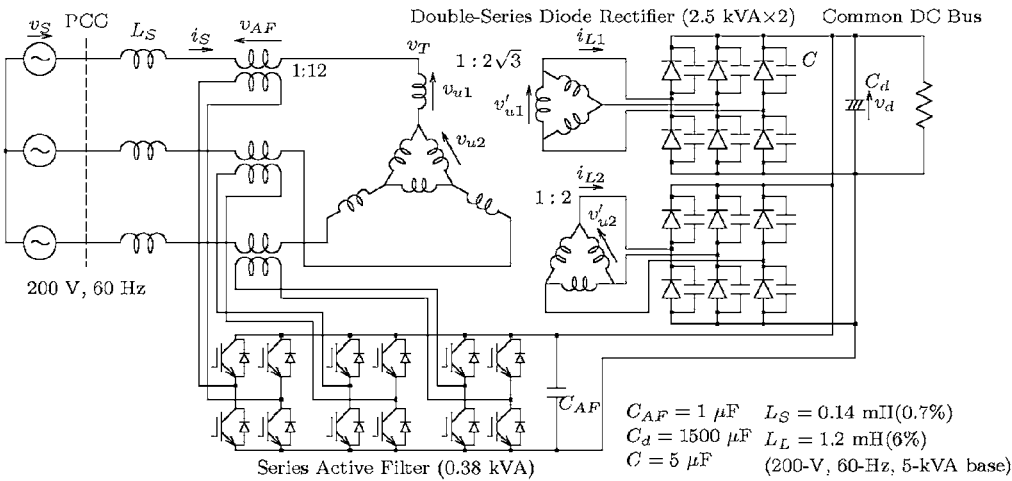 Double-Series Diode Rectifier (2.5 kVA×2)
Common DC Bus
PCC
v_S
L_S
i_S
v_AF
1:12
v_T
v_u1
v_u2
1 : 2√3
i_L1
v'_u1
C
C_d
v_d
1 : 2
i_L2
v'_u2
200 V, 60 Hz
C_AF
Series Active Filter (0.38 kVA)
C_AF = 1 μF L_S = 0.14 mH(0.7%)
C_d = 1500 μF L_L = 1.2 mH(6%)
C = 5 μF (200-V, 60-Hz, 5-kVA base)